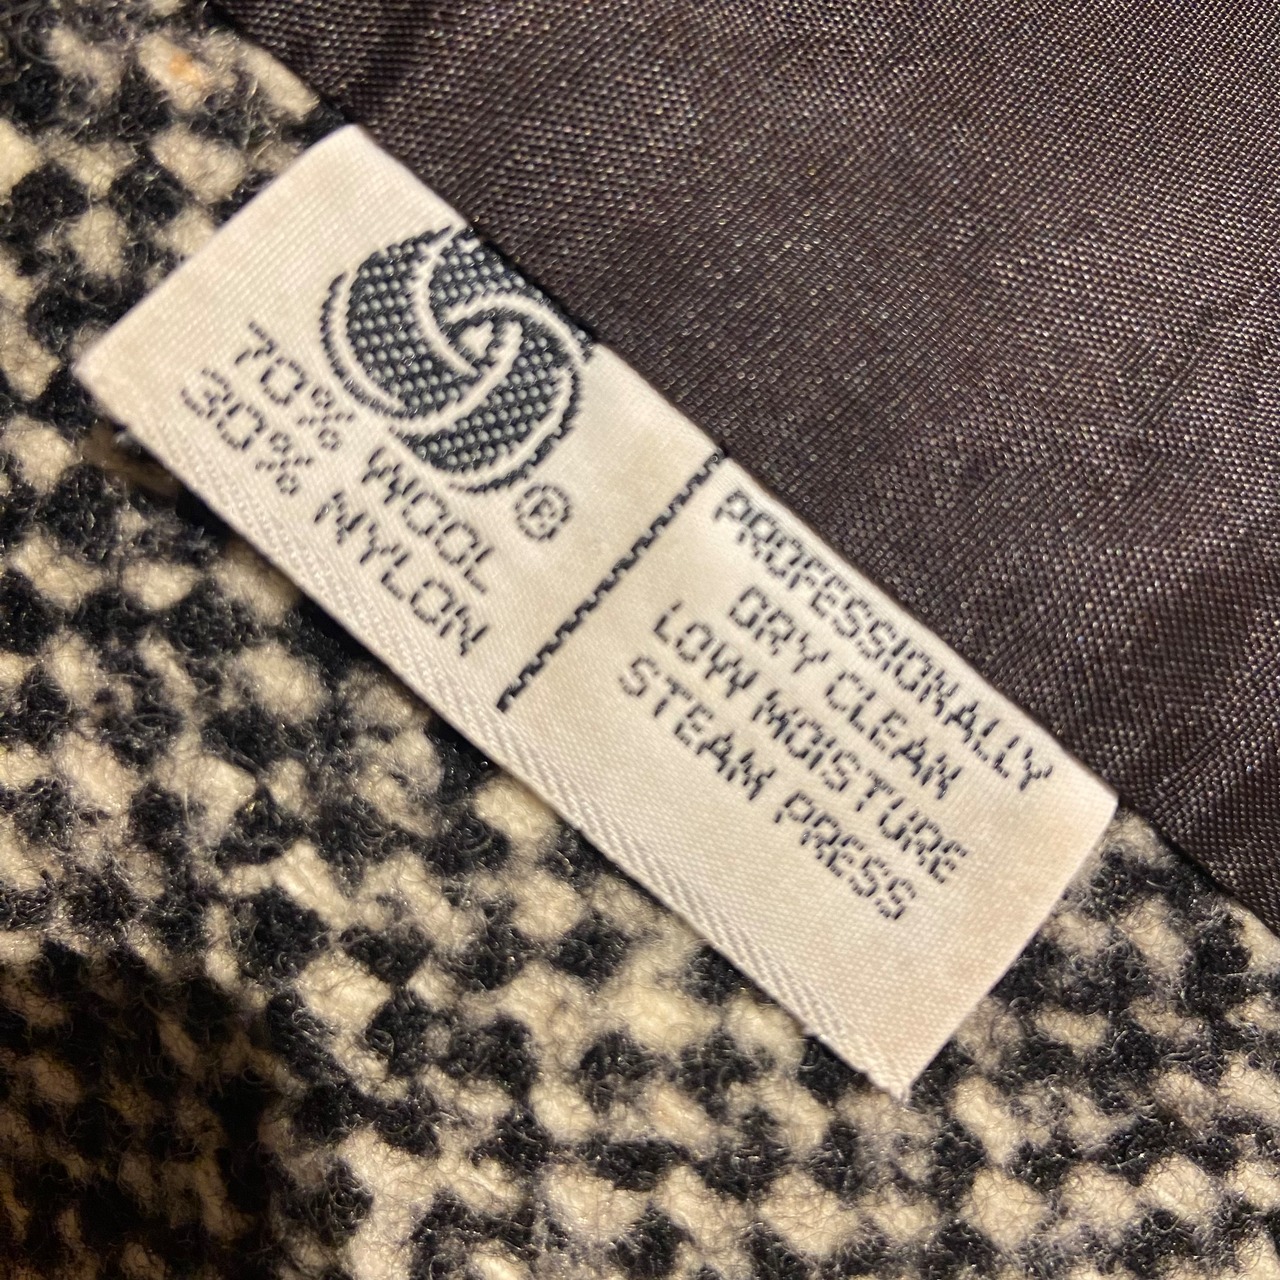 ®
70% WOOL
30% NYLON
PROFESSIONALLY
DRY CLEAN
LOW MOISTURE
STEAM PRESS